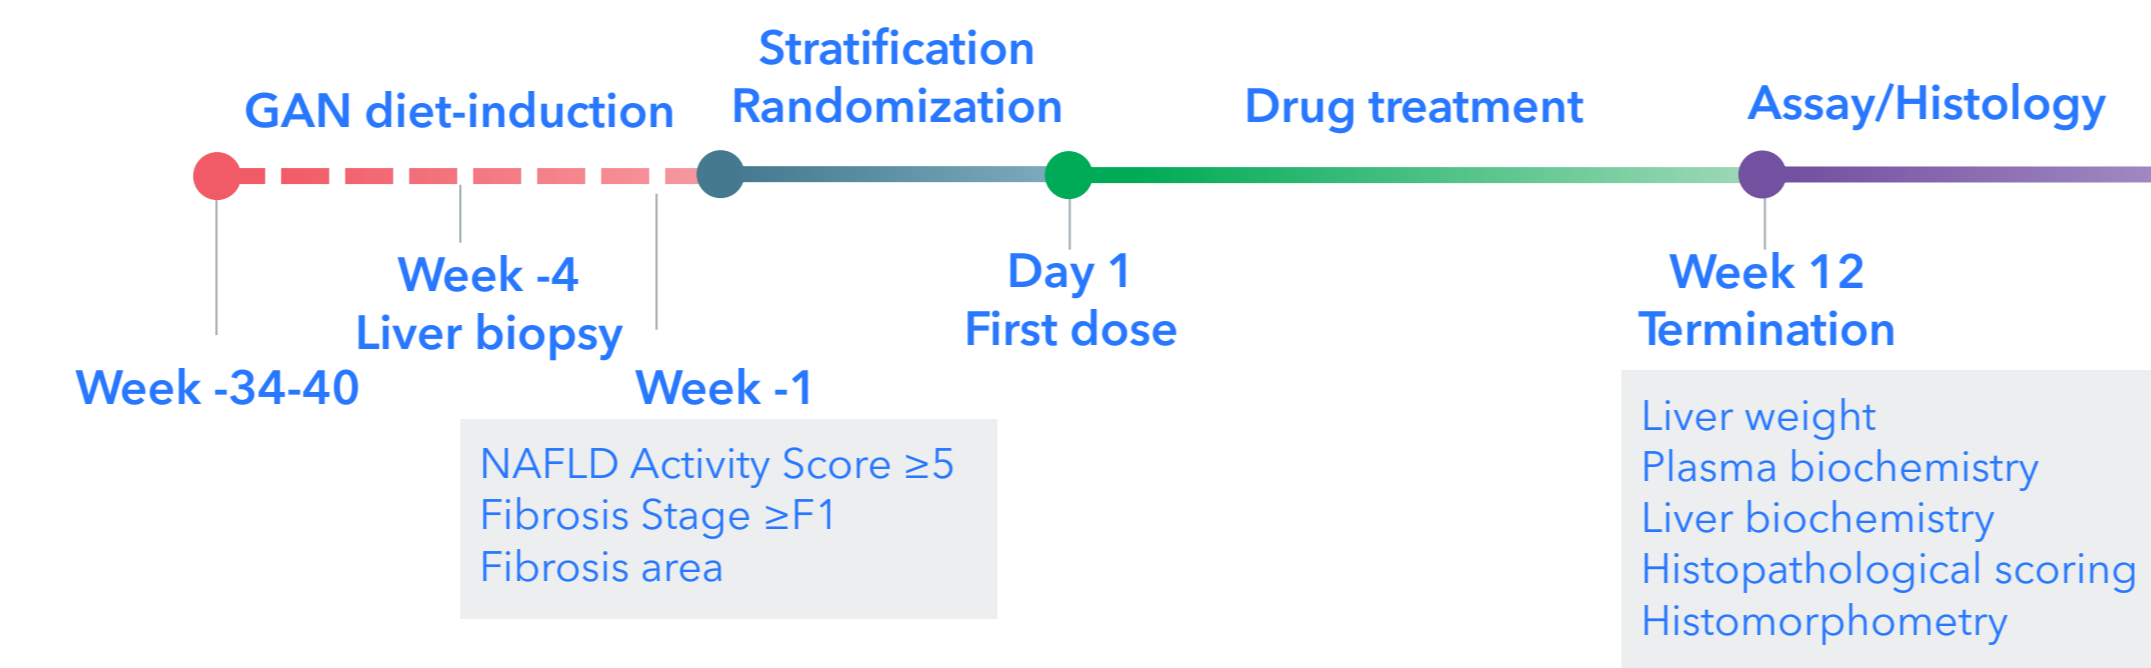 GAN diet-induction
Stratification
Randomization
Drug treatment
Assay/Histology
Week -34-40
Week -4
Liver biopsy
Week -1
NAFLD Activity Score ≥5
Fibrosis Stage ≥F1
Fibrosis area
Day 1
First dose
Week 12
Termination
Liver weight
Plasma biochemistry
Liver biochemistry
Histopathological scoring
Histomorphometry